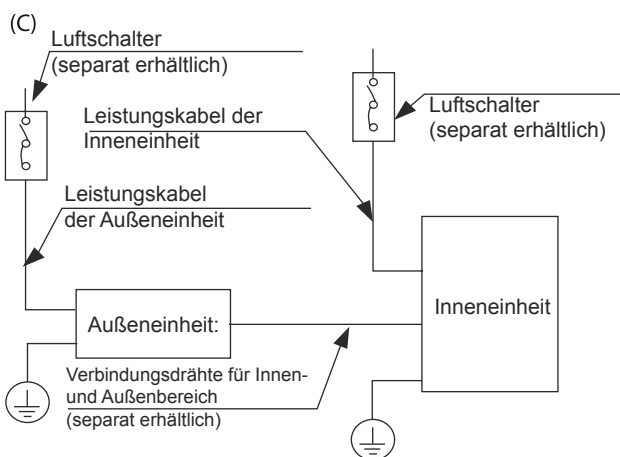 (C)
Luftschalter
(separat erhältlich)
Leistungskabel der
Inneneinheit
Luftschalter
(separat erhältlich)
Leistungskabel
der Außeneinheit
Außeneinheit:
Inneneinheit
Verbindungsdrähte für Innen-
und Außenbereich
(separat erhältlich)